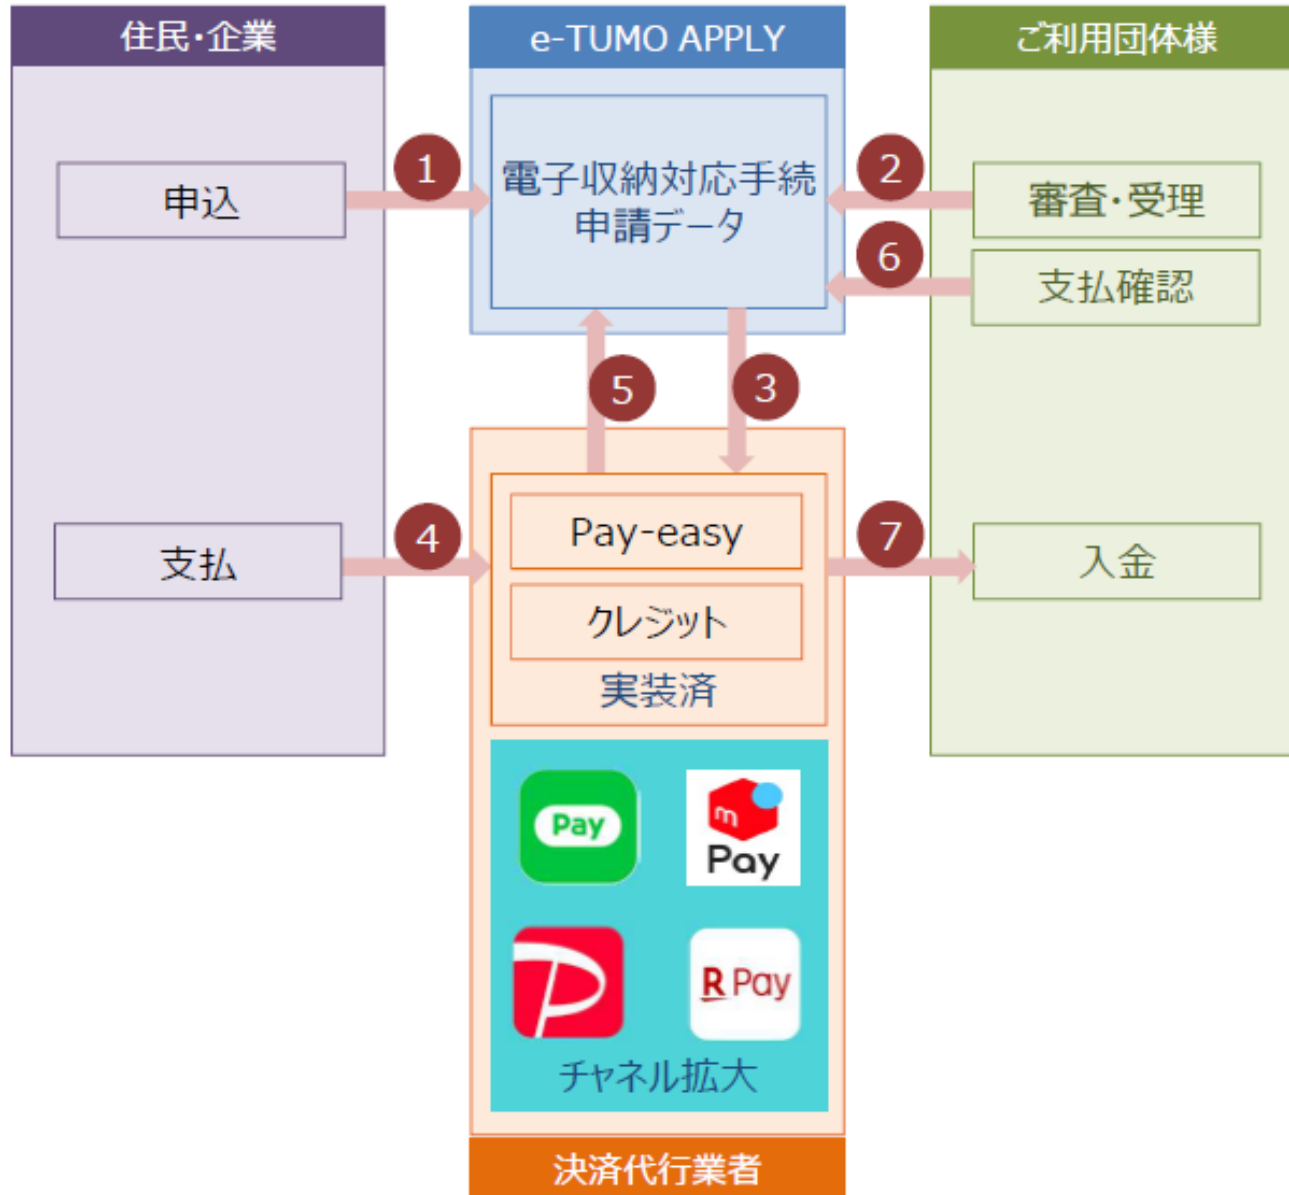 住民・企業
e-TUMO APPLY
ご利用団体様
申込
1
電子収納対応手続
申請データ
2
審査・受理
6
支払確認
5
3
支払
4
Pay-easy
クレジット
実装済
7
入金
Pay
m
Pay
P
R Pay
チャネル拡大
決済代行業者